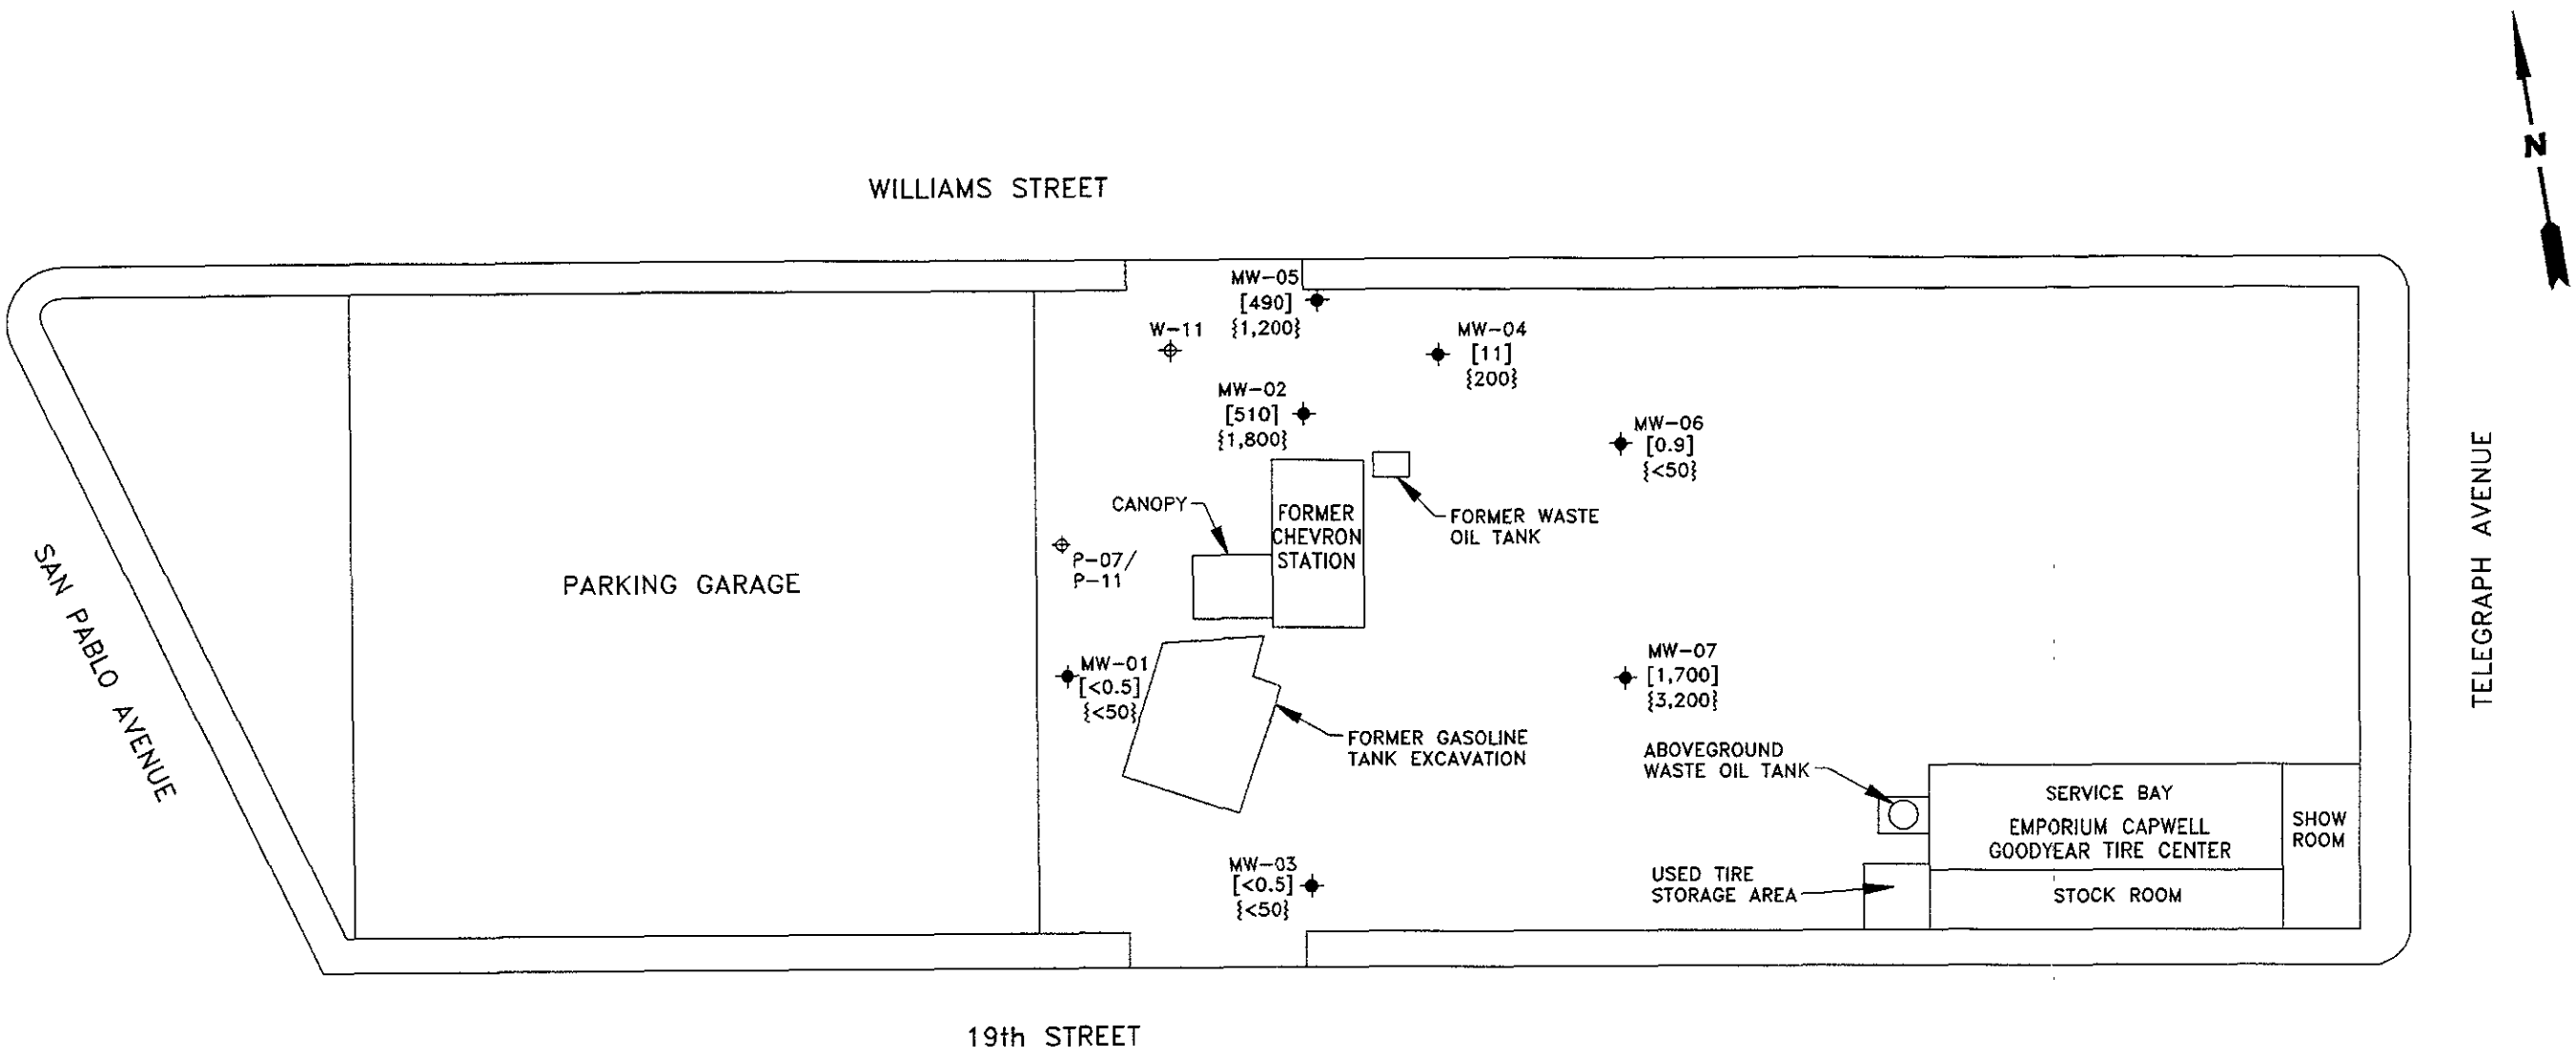 N
WILLIAMS STREET
MW-05
[490]
{1,200}
W-11
MW-04
[11]
{200}
MW-02
[510]
{1,800}
MW-06
[0.9]
{<50}
CANOPY
FORMER
CHEVRON
STATION
FORMER WASTE
OIL TANK
P-07/
P-11
PARKING GARAGE
SAN PABLO AVENUE
TELEGRAPH AVENUE
MW-01
[<0.5]
{<50}
MW-07
[1,700]
{3,200}
FORMER GASOLINE
TANK EXCAVATION
ABOVEGROUND
WASTE OIL TANK
SERVICE BAY
EMPORIUM CAPWELL
GOODYEAR TIRE CENTER
SHOW
ROOM
MW-03
[<0.5]
{<50}
USED TIRE
STORAGE AREA
STOCK ROOM
19th STREET